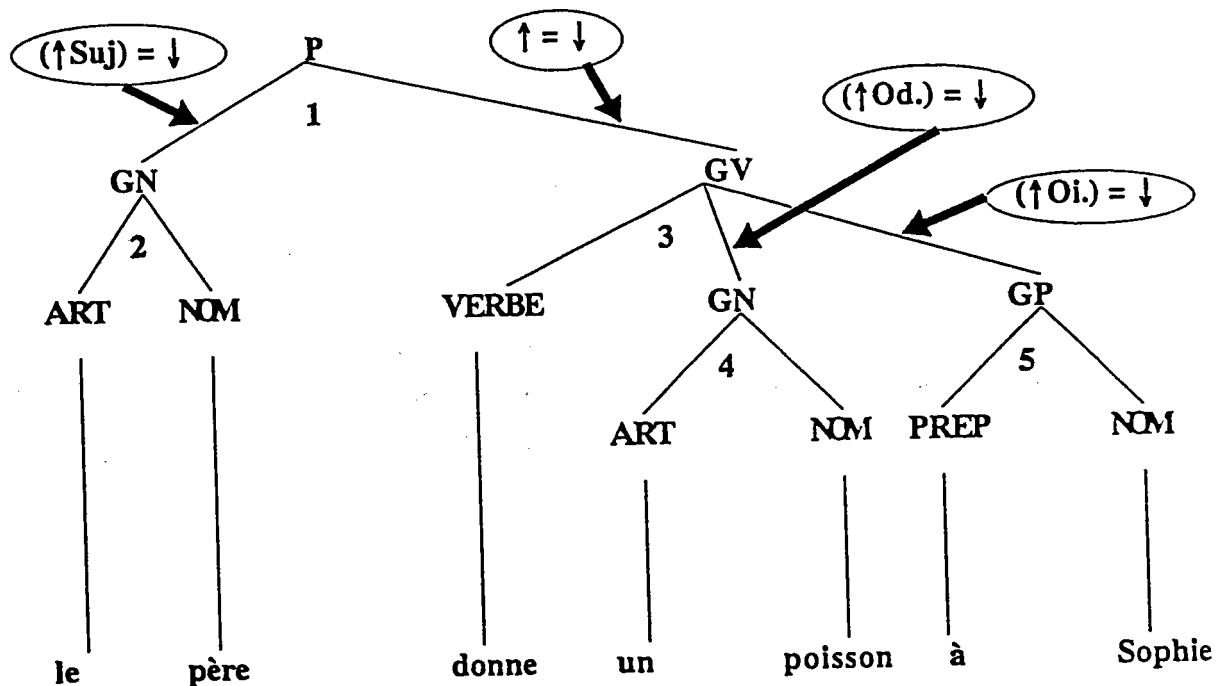 (↑Suj) = ↓
P
↑ = ↓
(↑Od.) = ↓
1
GN
GV
(↑Oi.) = ↓
2
3
ART NOM VERBE GN GP
4 5
ART NOM PREP NOM
le père donne un poisson à Sophie